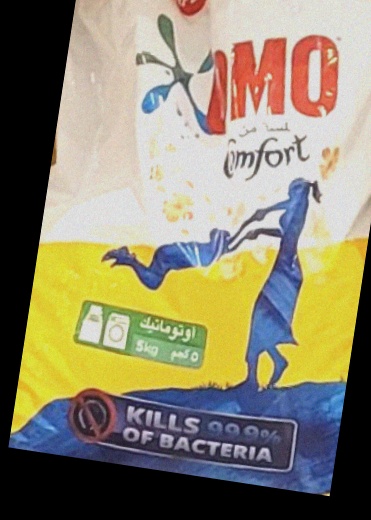 OMO
لمسة من
Comfort
اوتوماتيك
5kg ٥ كجم
KILLS 99.9%
OF BACTERIA